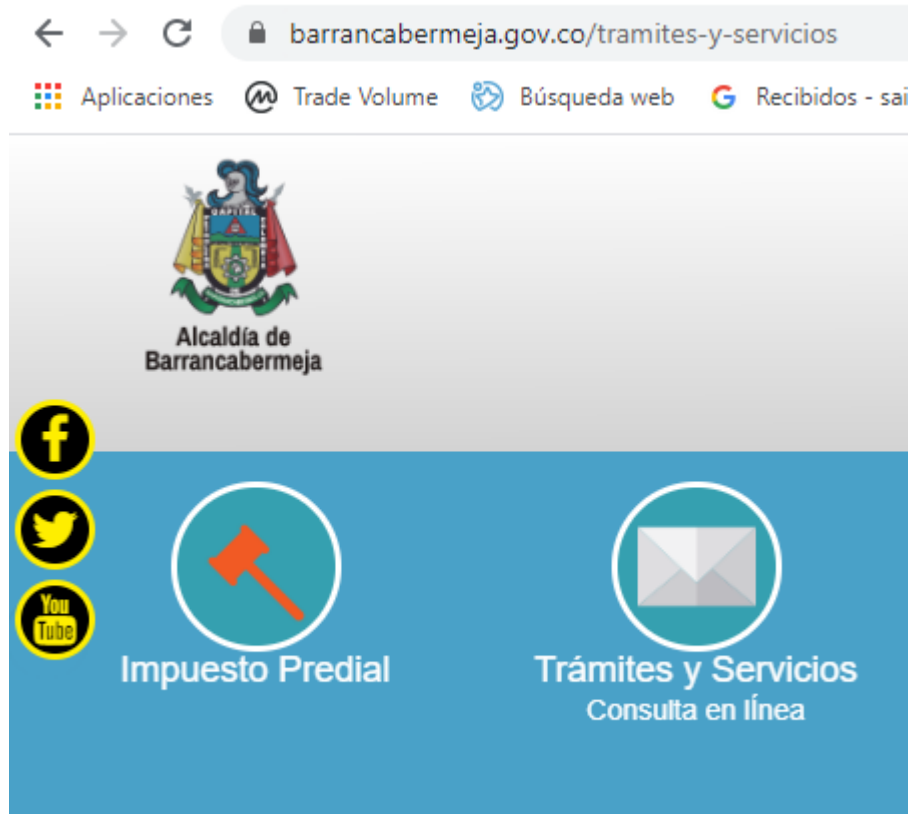 barrancabermeja.gov.co/tramites-y-servicios
Aplicaciones Trade Volume Búsqueda web Recibidos - sai
CAPITAL
Alcaldía de
Barrancabermeja
You
Tube
Impuesto Predial
Trámites y Servicios
Consulta en lÍnea